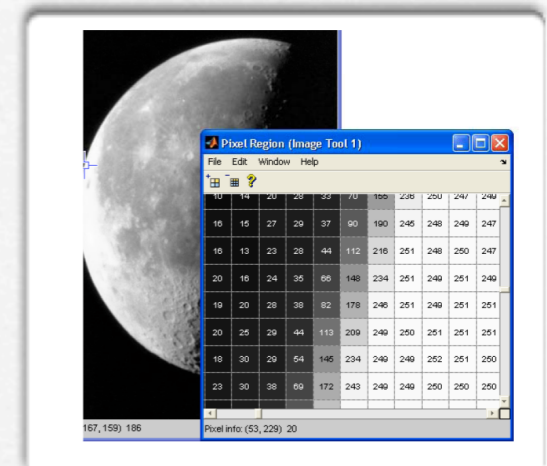 Pixel Region (Image Tool 1)
File Edit Window Help
10 14 20 28 33 70 155 236 250 247 249
16 15 27 29 37 90 190 245 248 249 247
16 13 23 28 44 112 216 251 248 250 247
20 16 24 35 66 148 234 251 249 251 249
19 20 28 38 82 178 246 251 249 251 251
20 25 29 44 113 209 249 250 251 251 251
18 30 29 54 145 234 249 249 252 251 250
23 30 38 69 172 243 249 249 250 250 250
167, 159) 186
Pixel info: (53, 229) 20